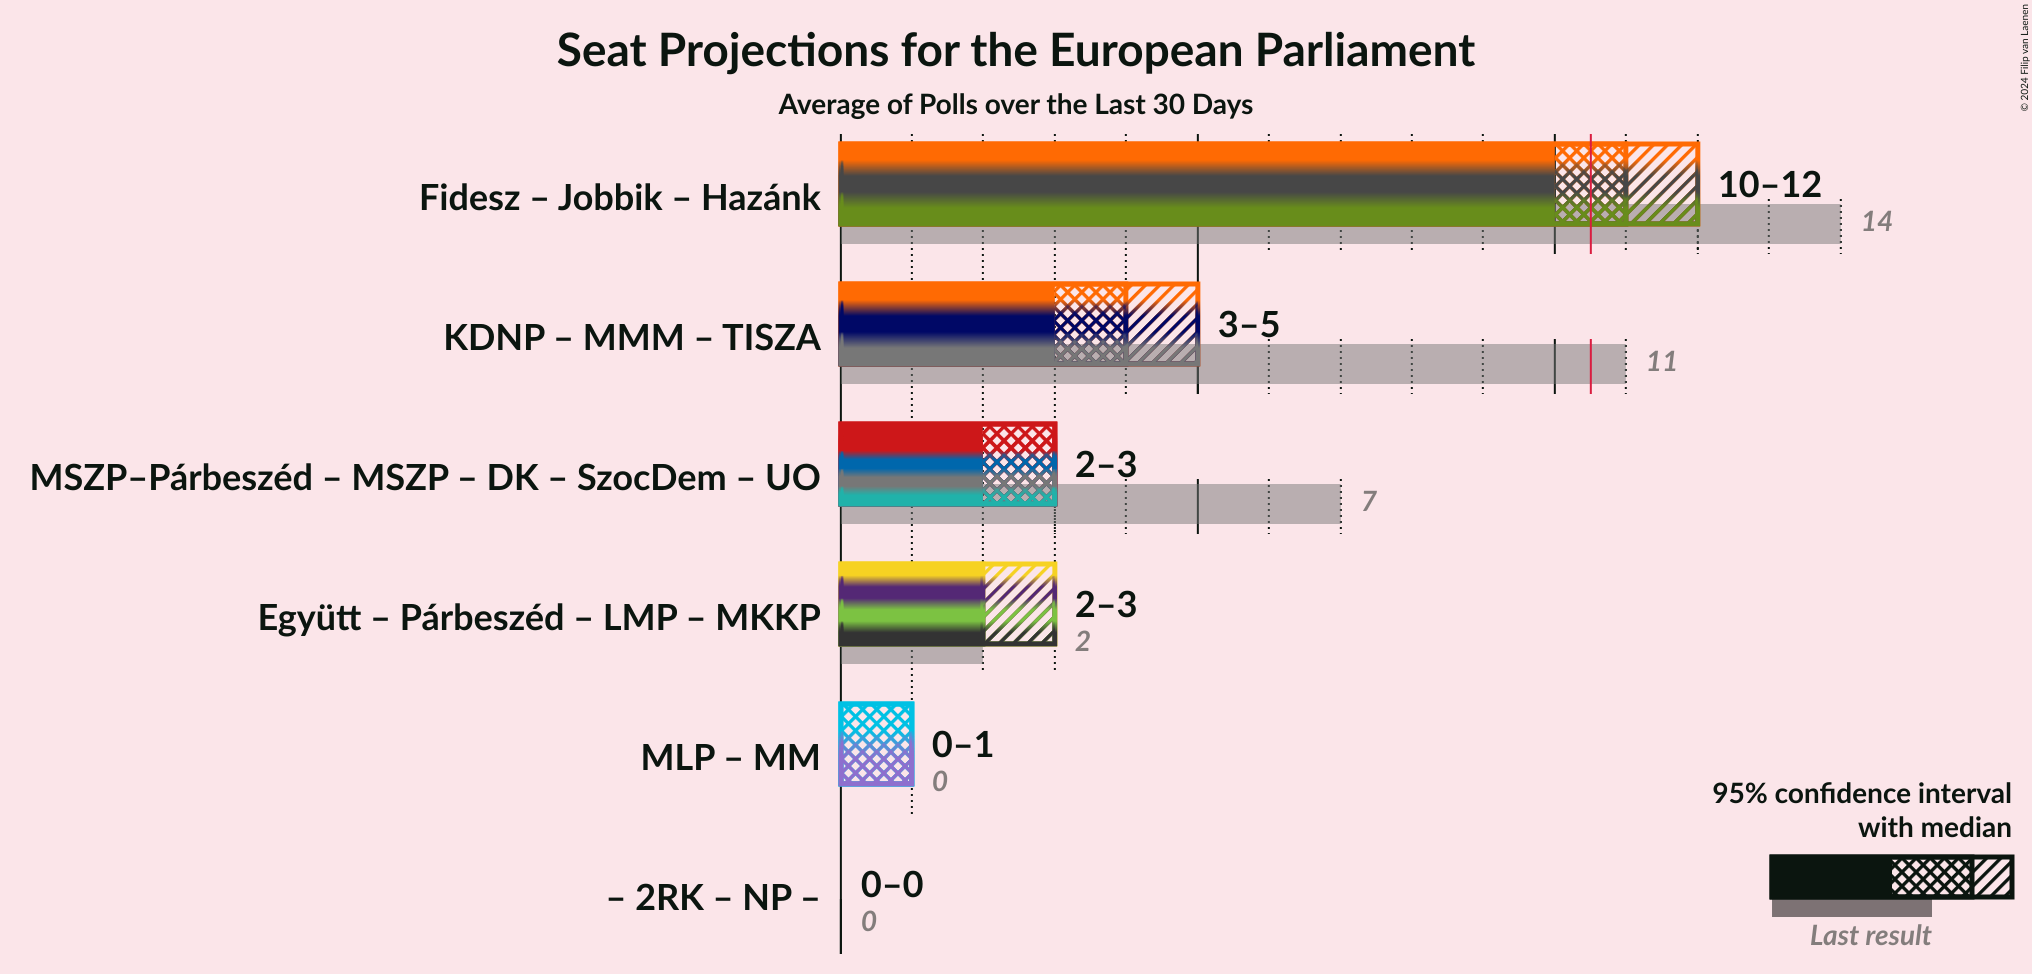 Seat Projections for the European Parliament
Average of Polls over the Last 30 Days
© 2024 Filip van Laenen
Fidesz – Jobbik – Hazánk
10–12
14
KDNP – MMM – TISZA
3–5
11
MSZP–Párbeszéd – MSZP – DK – SzocDem – UO
2–3
7
Együtt – Párbeszéd – LMP – MKKP
2–3
2
MLP – MM
0–1
0
– 2RK – NP –
0–0
0
95% confidence interval
with median
Last result